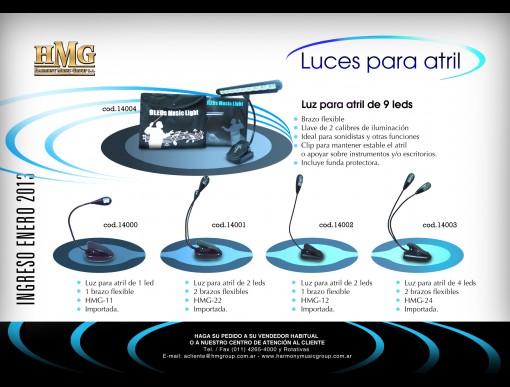 HMG
HARMONY MUSIC GROUP S.A.
Luces para atril
cod.14004
9LEDs Music Light
9LEDs Music Light
Luz para atril de 9 leds
Brazo flexible
Llave de 2 calibres de iluminación
Ideal para sonidistas y otras funciones
Clip para mantener estable el atril
o apoyar sobre instrumentos y/o escritorios.
Incluye funda protectora.
INGRESO ENERO 2013
cod.14000
Luz para atril de 1 led
1 brazo flexible
HMG-11
Importada.
cod.14001
Luz para atril de 2 leds
2 brazos flexibles
HMG-22
Importada.
cod.14002
Luz para atril de 2 leds
1 brazo flexible
HMG-12
Importada.
cod.14003
Luz para atril de 4 leds
2 brazos flexibles
HMG-24
Importada.
HAGA SU PEDIDO A SU VENDEDOR HABITUAL
O A NUESTRO CENTRO DE ATENCIÓN AL CLIENTE
Tel. / Fax (011) 4265-4000 y Rotativas
E-mail: acliente@hmgroup.com.ar - www.harmonymusicgroup.com.ar